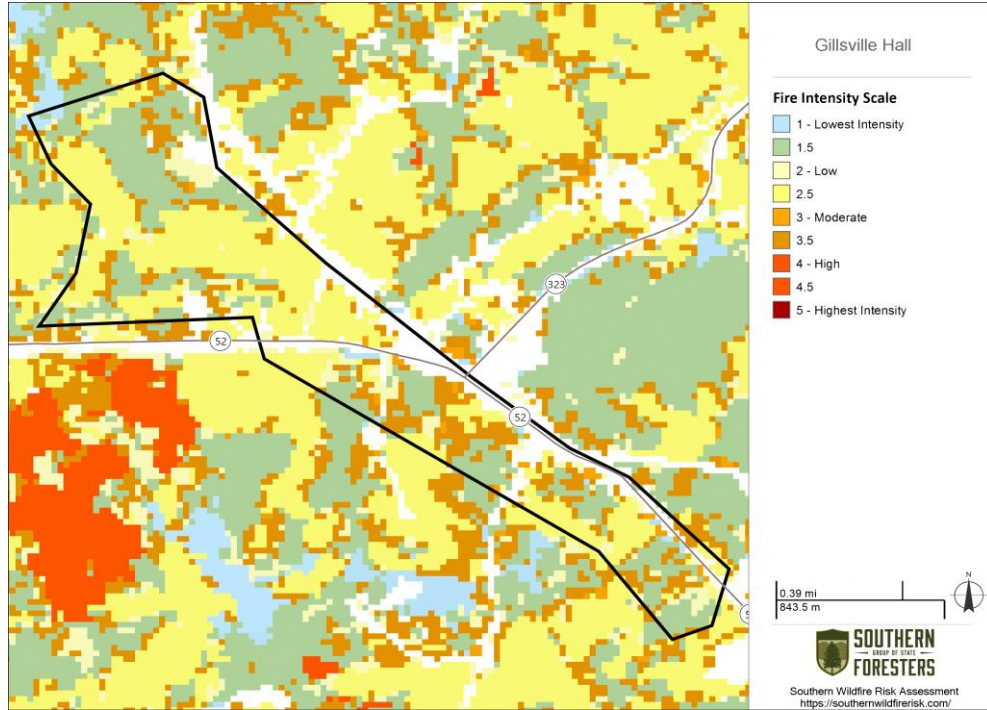 Gillsville Hall
Fire Intensity Scale
1 - Lowest Intensity
1.5
2 - Low
2.5
3 - Moderate
3.5
4 - High
4.5
5 - Highest Intensity
323
52
52
5
0.39 mi
843.5 m
N
SOUTHERN
GROUP OF STATE
FORESTERS
Southern Wildfire Risk Assessment
https://southernwildfirerisk.com/